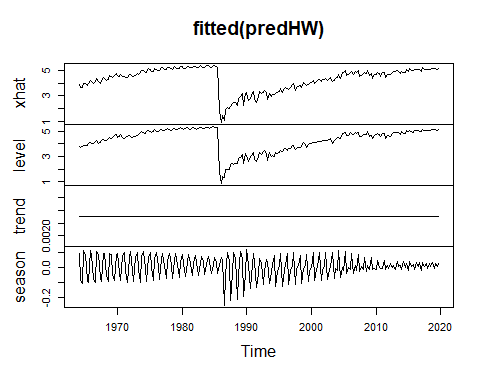 fitted(predHW)
xhat
1 3 5
level
1 3 5
trend
0.0020
season
-0.2 0.0
1970 1980 1990 2000 2010 2020
Time